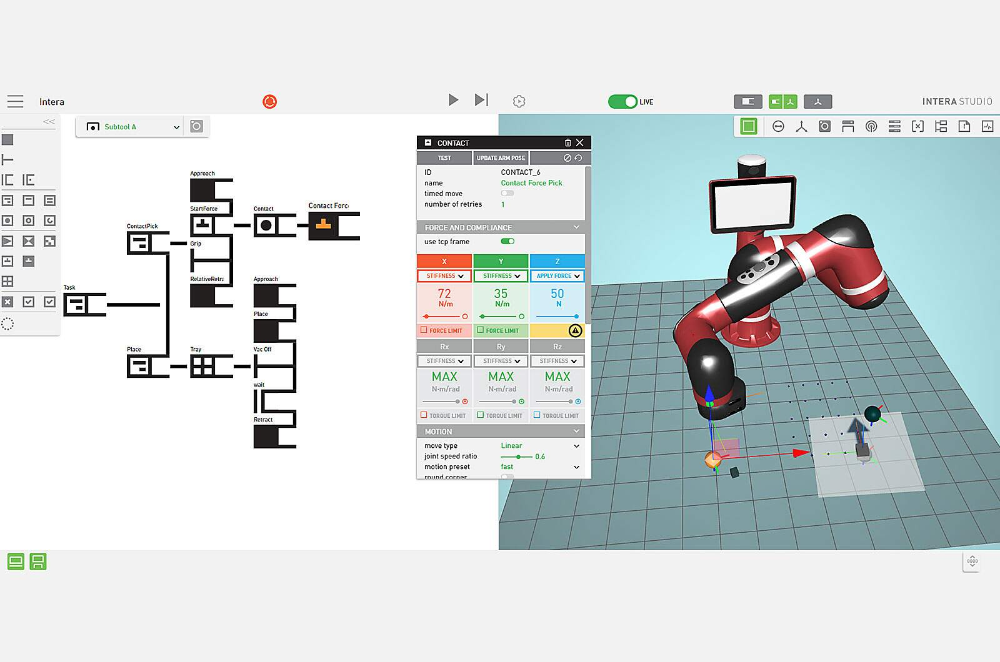 Intera
LIVE
INTERA STUDIO
<<
Subtool A
Approach
StartForce
Contact
Contact Forc
ContactPick
Grip
RelativeRetra
Task
Approach
Place
Place
Tray
Vac Off
wait
Retract
CONTACT
TEST
UPDATE ARM POSE
ID CONTACT_6
name Contact Force Pick
timed move
number of retries 1
FORCE AND COMPLIANCE
use tcp frame
X Y Z
STIFFNESS STIFFNESS APPLY FORCE
72 35 50
N/m N/m N
FORCE LIMIT FORCE LIMIT
Rx Ry Rz
STIFFNESS STIFFNESS STIFFNESS
MAX MAX MAX
N·m/rad N·m/rad N·m/rad
TORQUE LIMIT TORQUE LIMIT TORQUE LIMIT
MOTION
move type Linear
joint speed ratio 0.6
motion preset fast
round corner